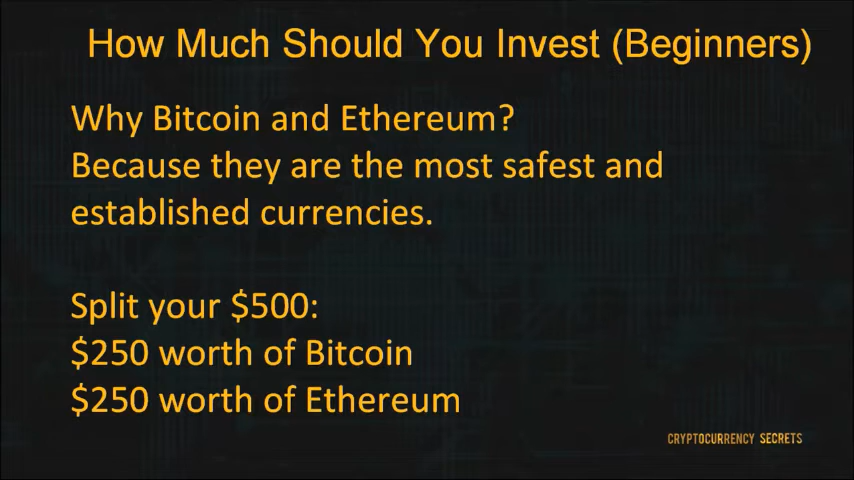 How Much Should You Invest (Beginners)
Why Bitcoin and Ethereum?
Because they are the most safest and
established currencies.
Split your $500:
$250 worth of Bitcoin
$250 worth of Ethereum
CRYPTOCURRENCY SECRETS